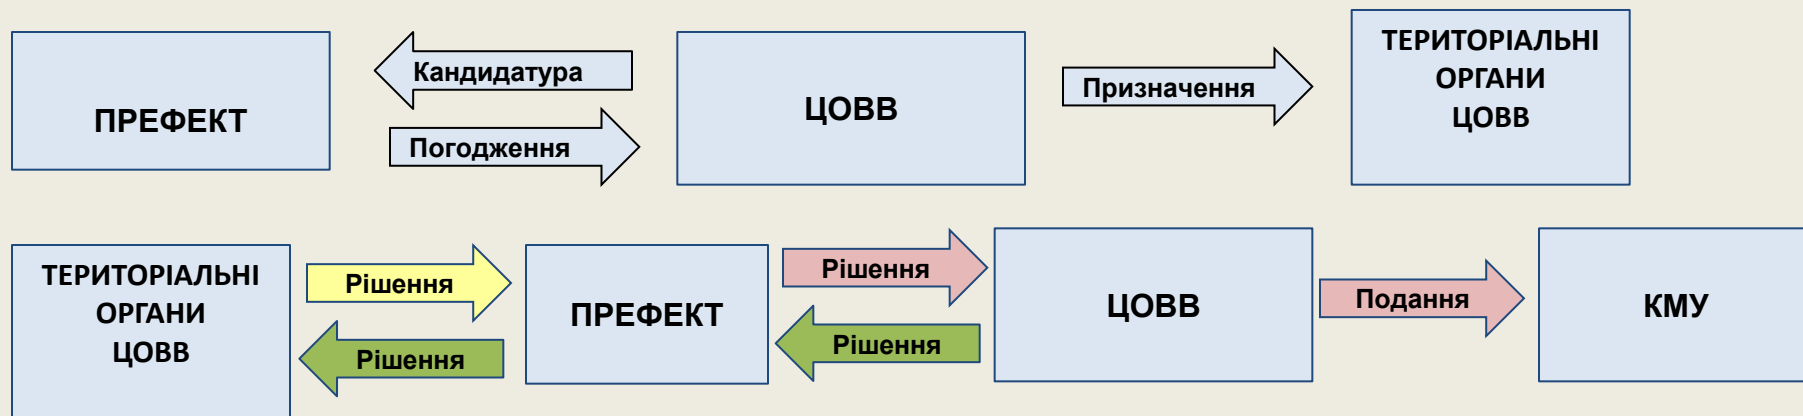 ПРЕФЕКТ
Кандидатура
Погодження
ЦОВВ
Призначення
ТЕРИТОРІАЛЬНІ
ОРГАНИ
ЦОВВ
ТЕРИТОРІАЛЬНІ
ОРГАНИ
ЦОВВ
Рішення
Рішення
ПРЕФЕКТ
Рішення
Рішення
ЦОВВ
Подання
КМУ